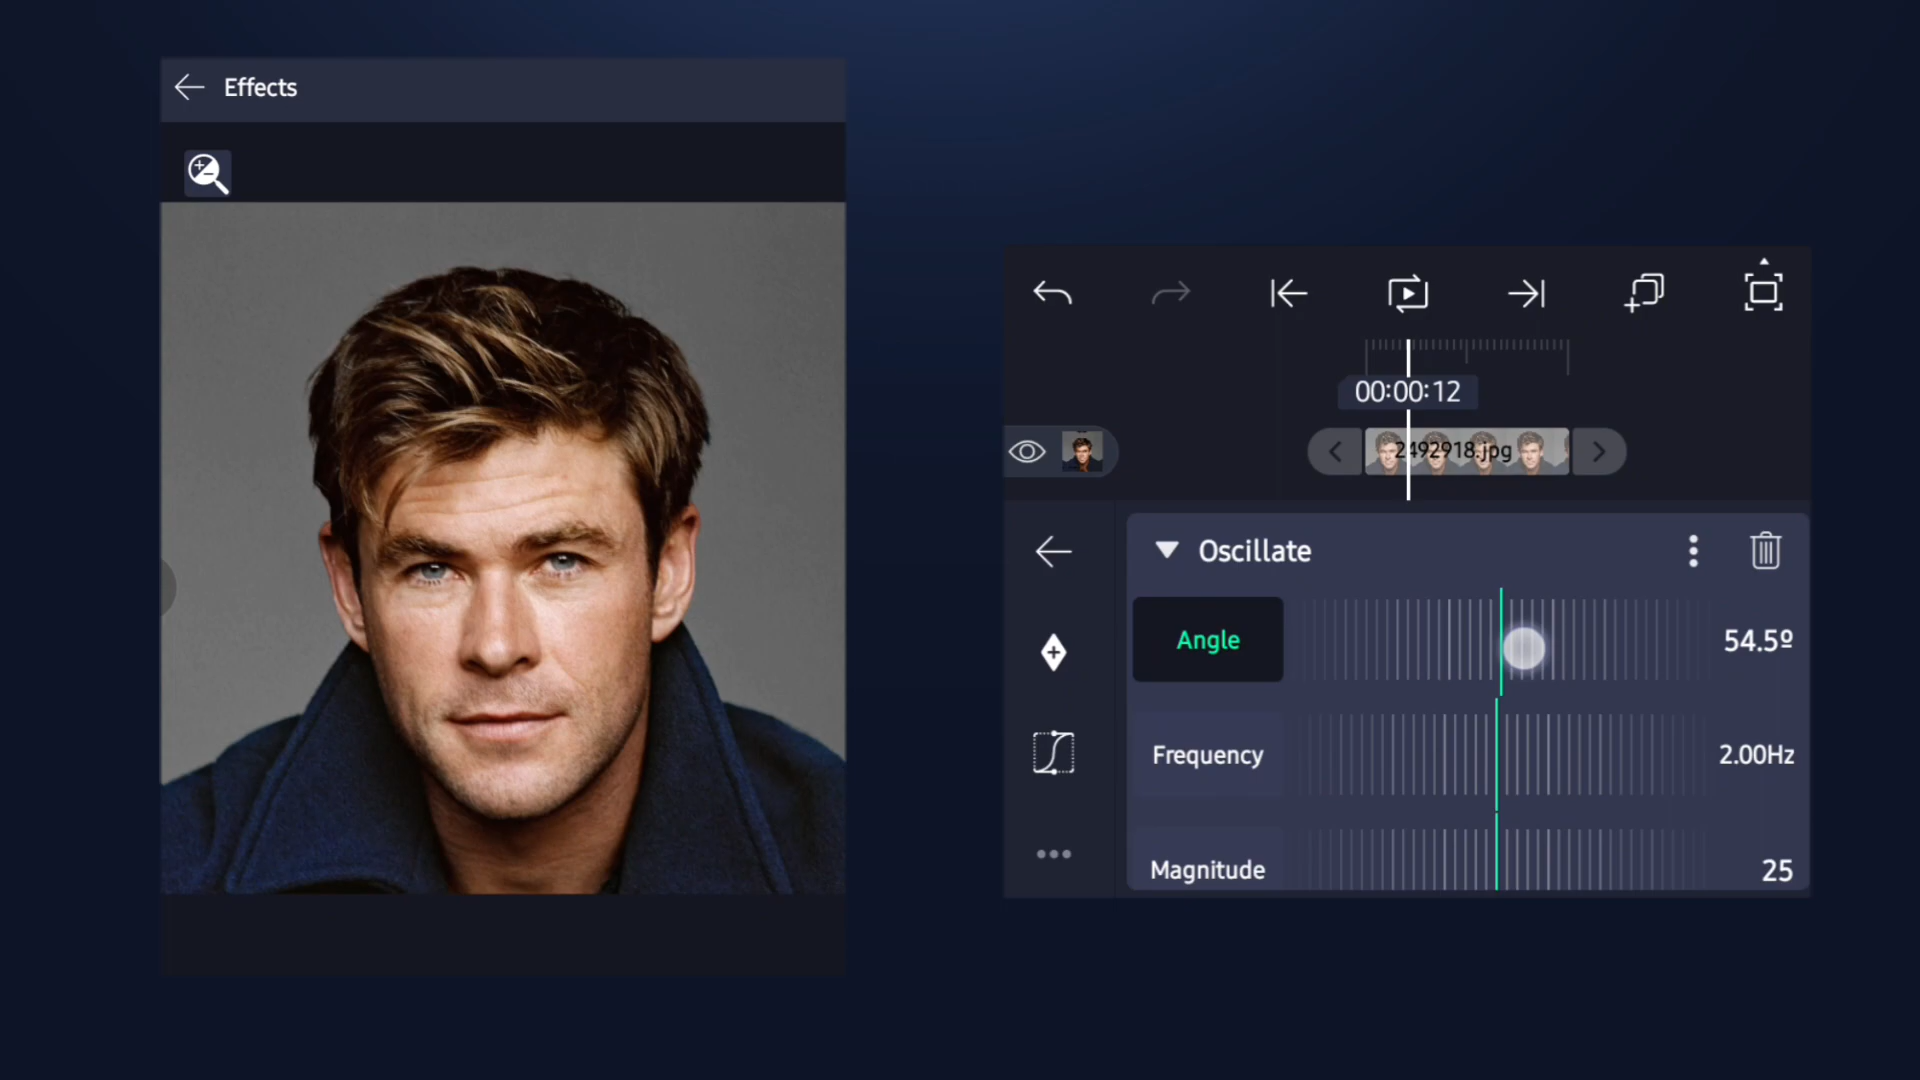 Effects
00:00:12
2492918.jpg
Oscillate
Angle
54.5º
Frequency
2.00Hz
Magnitude
25